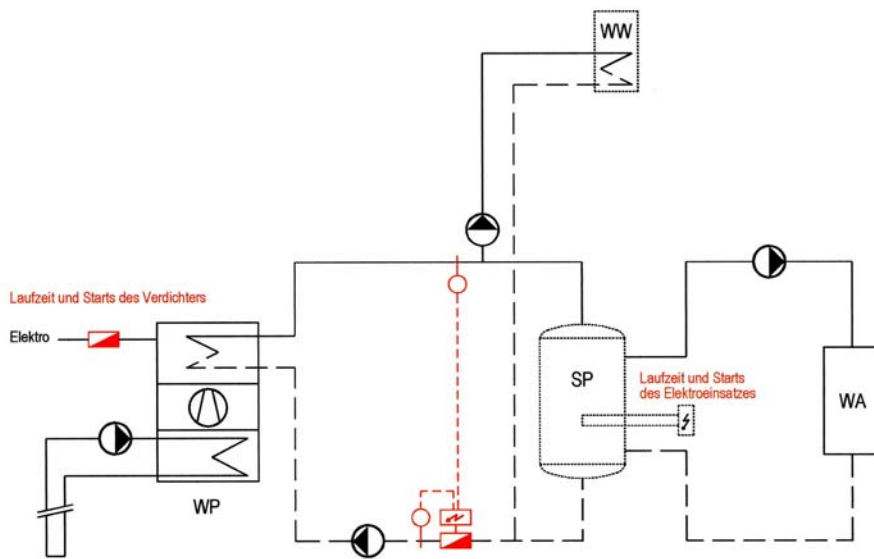 WW
Laufzeit und Starts des Verdichters
Elektro
SP
Laufzeit und Starts
des Elektroeinsatzes
WA
WP